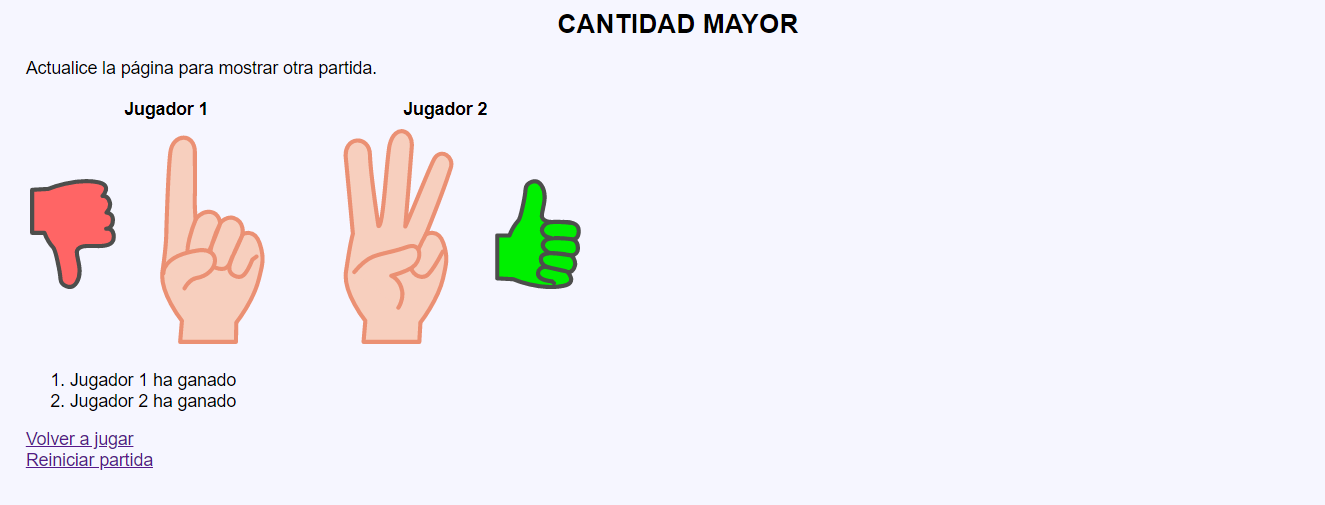 CANTIDAD MAYOR
Actualice la página para mostrar otra partida.
Jugador 1 Jugador 2
1. Jugador 1 ha ganado
2. Jugador 2 ha ganado
Volver a jugar
Reiniciar partida